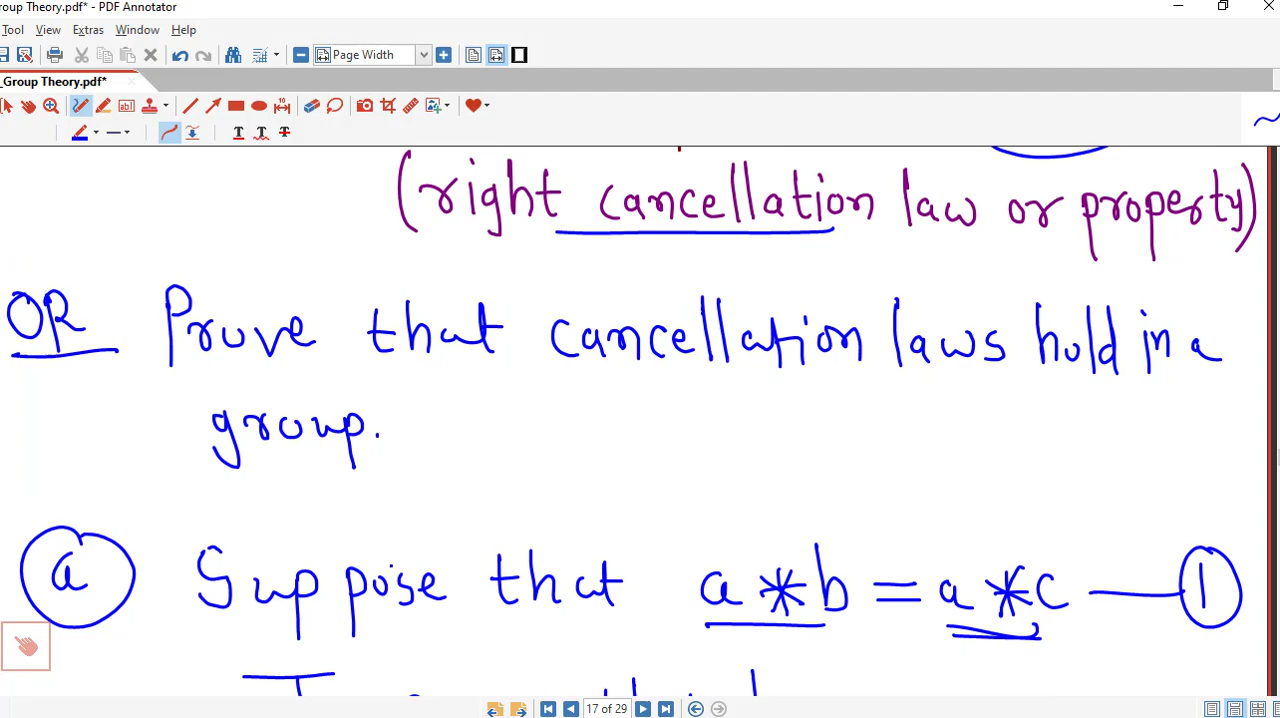 roup Theory.pdf* - PDF Annotator
Tool View Extras Window Help
Page Width
_Group Theory.pdf*
(right cancellation law or property)
OR Prove that cancellation laws hold in a
group.
a Suppose that a * b = a * c — 1
17 of 29